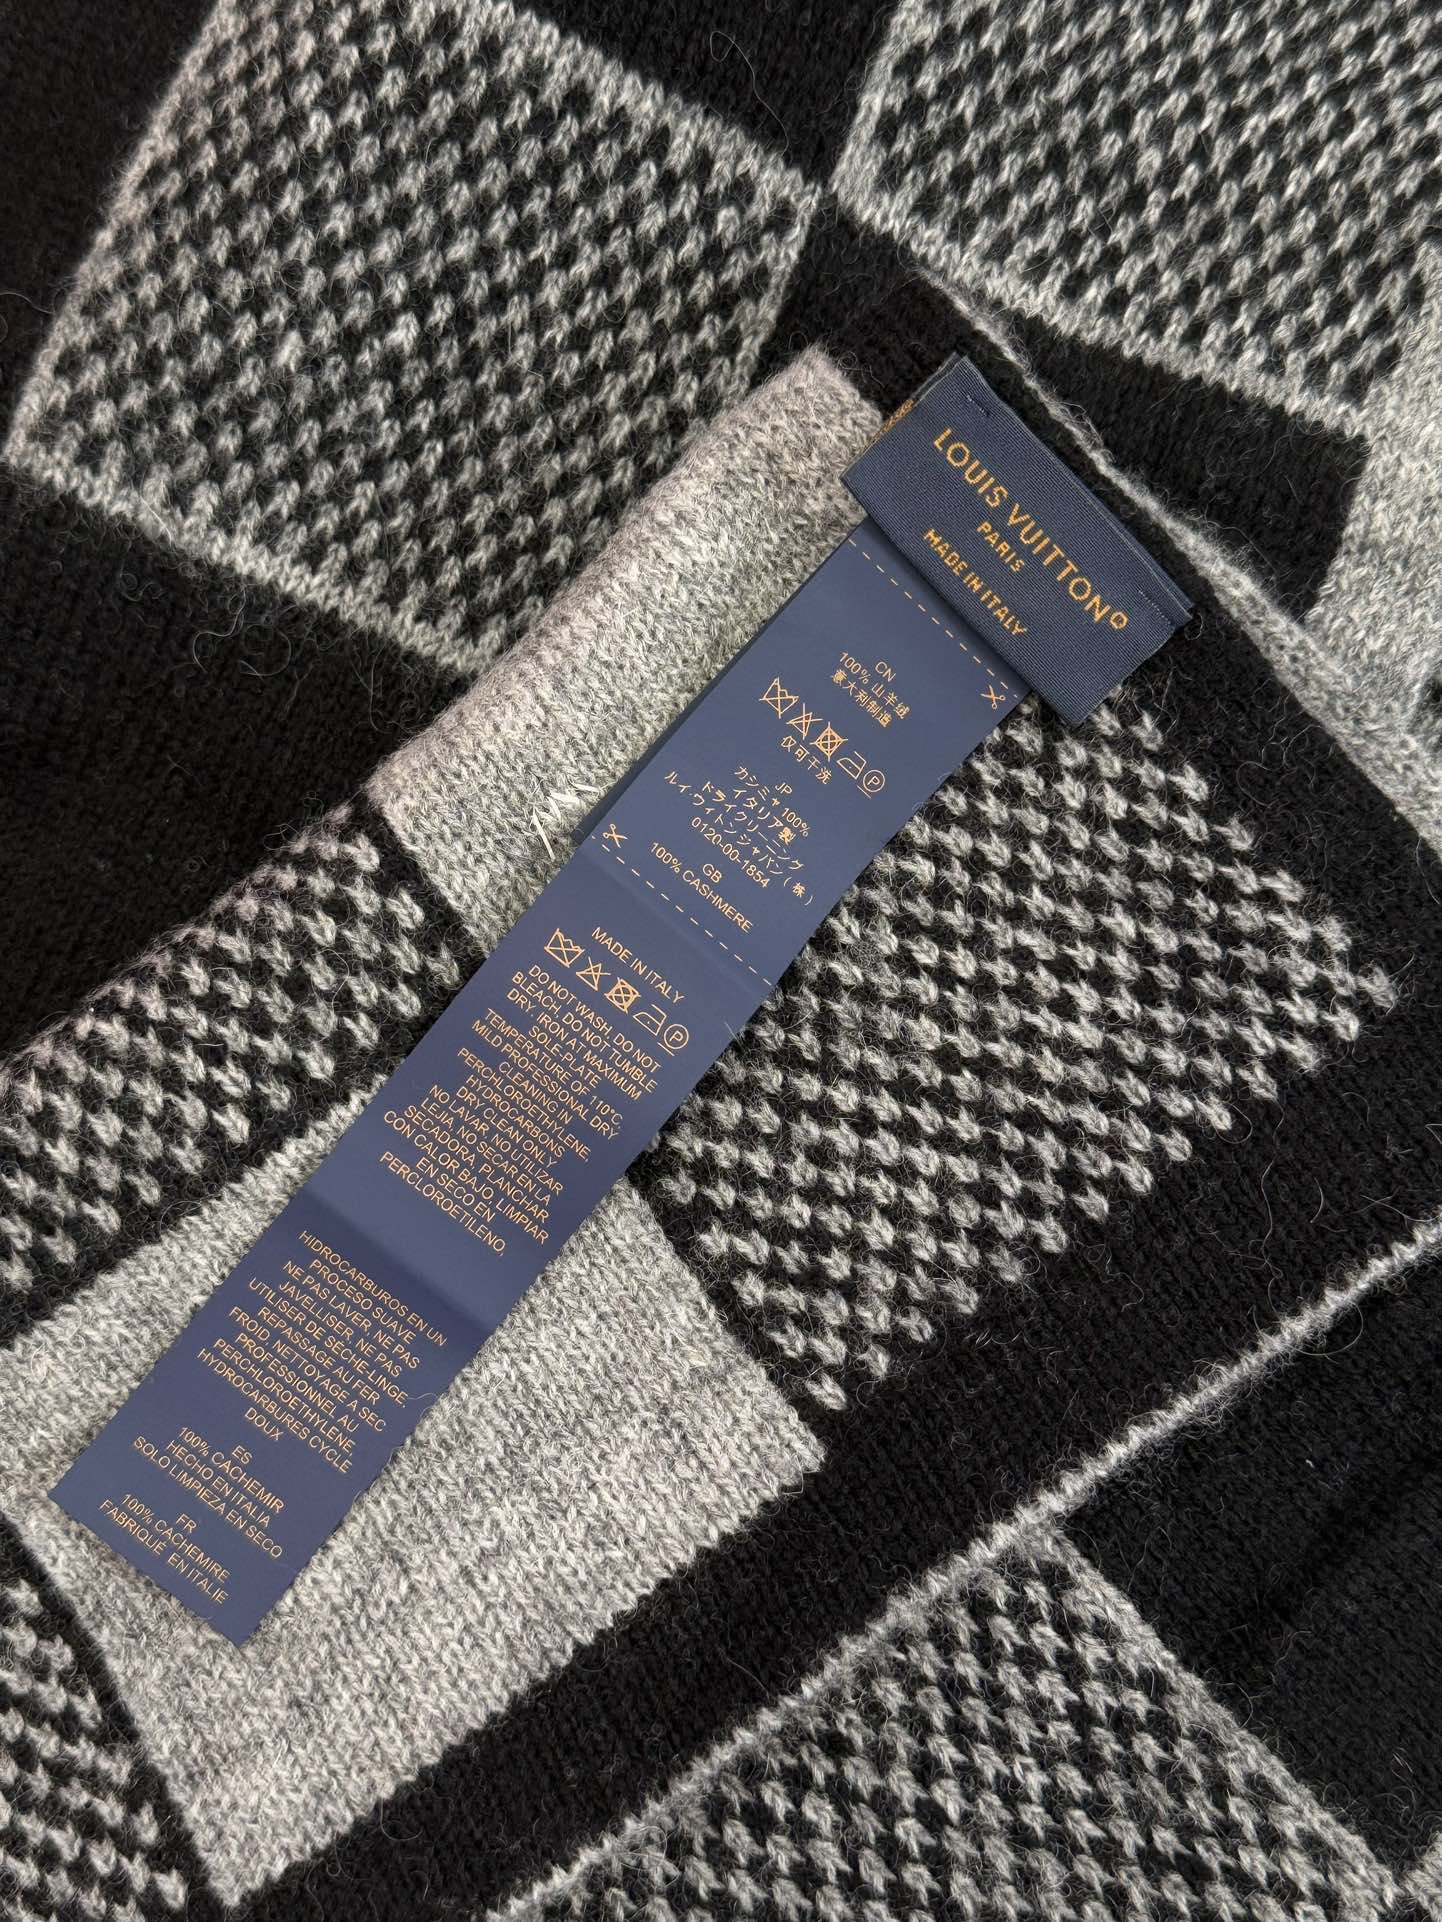 LOUIS VUITTON®
PARIS
MADE IN ITALY
CN
100% 山羊绒
意大利制造
仅可干洗
JP
カシミヤ100%
イタリア製
ドライクリーニング
ルイ.ヴィトンジャパン(株)
0120-00-1854
GB
100% CASHMERE
MADE IN ITALY
DO NOT WASH, DO NOT
BLEACH, DO NOT TUMBLE
DRY, IRON AT MAXIMUM
SOLE-PLATE
TEMPERATURE OF 110°C,
MILD PROFESSIONAL DRY
CLEANING IN
PERCHLOROETHYLENE,
HYDROCARBONS
DRY CLEAN ONLY
NO LAVAR, NO UTILIZAR
LEJIA, NO SECAR EN LA
SECADORA, PLANCHAR
CON CALOR BAJO, LIMPIAR
EN SECO EN
PERCLOROETILENO,
HIDROCARBUROS EN UN
PROCESO SUAVE
NE PAS LAVER, NE PAS
JAVELLISER, NE PAS
UTILISER DE SÈCHE-LINGE,
REPASSAGE AU FER
FROID, NETTOYAGE A SEC
PROFESSIONNEL AU
PERCHLOROETHYLENE,
HYDROCARBURES CYCLE
DOUX
ES
100% CACHEMIR
HECHO EN ITALIA
SOLO LIMPIEZA EN SECO
FR
100% CACHEMIRE
FABRIQUÉ EN ITALIE